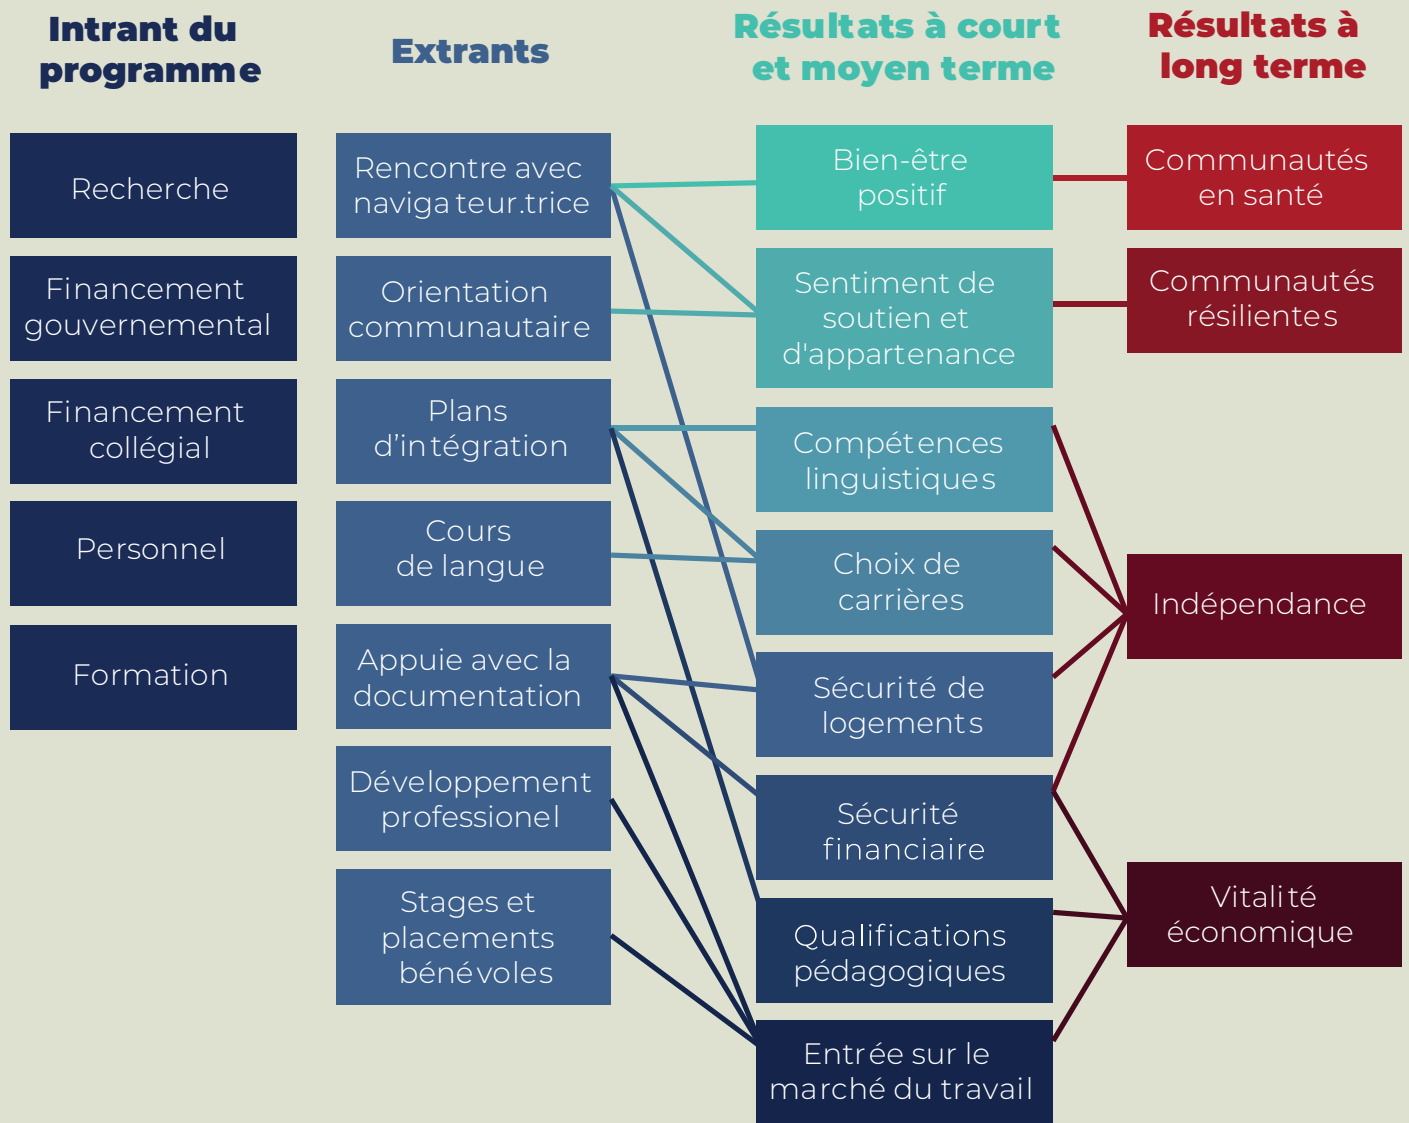 Intrant du
programme
Recherche
Financement
gouvernemental
Financement
collégial
Personnel
Formation
Extrants
Rencontre avec
naviga teur.trice
Orientation
communautaire
Plans
d'intégration
Cours
de langue
Appuie avec la
documentation
Développement
professionel
Stages et
placements
bénévoles
Résultats à court
et moyen terme
Bien-être
positif
Sentiment de
soutien et
d'appartenance
Compétences
linguistiques
Choix de
carrières
Sécurité de
logements
Sécurité
financiaire
Qualifications
pédagogiques
Entrée sur le
marché du travail
Résultats à
long terme
Communautés
en santé
Communautés
résilientes
Indépendance
Vitalité
économique